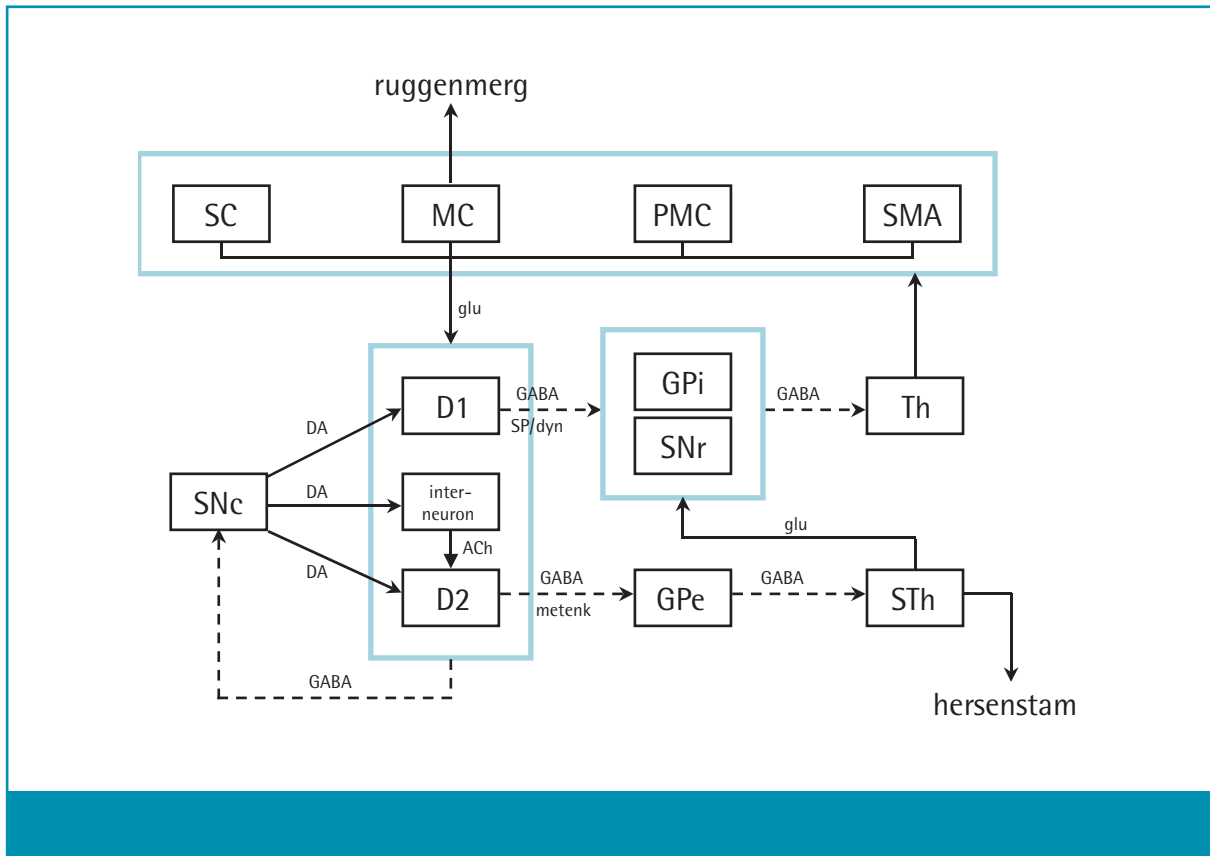 ruggenmerg
SC
MC
PMC
SMA
glu
D1
GABA
SP/dyn
GPi
SNr
GABA
Th
DA
SNc
DA
inter-
neuron
ACh
DA
D2
GABA
metenk
GPe
GABA
STh
glu
GABA
hersenstam